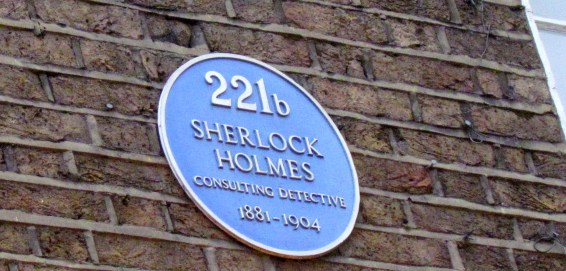 221b
SHERLOCK
HOLMES
CONSULTING DETECTIVE
1881-1904